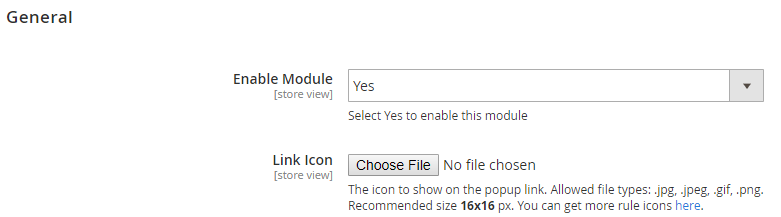 General
Enable Module
[store view]
Yes
Select Yes to enable this module
Link Icon
[store view]
Choose File No file chosen
The icon to show on the popup link. Allowed file types: .jpg, .jpeg, .gif, .png.
Recommended size 16x16 px. You can get more rule icons here.